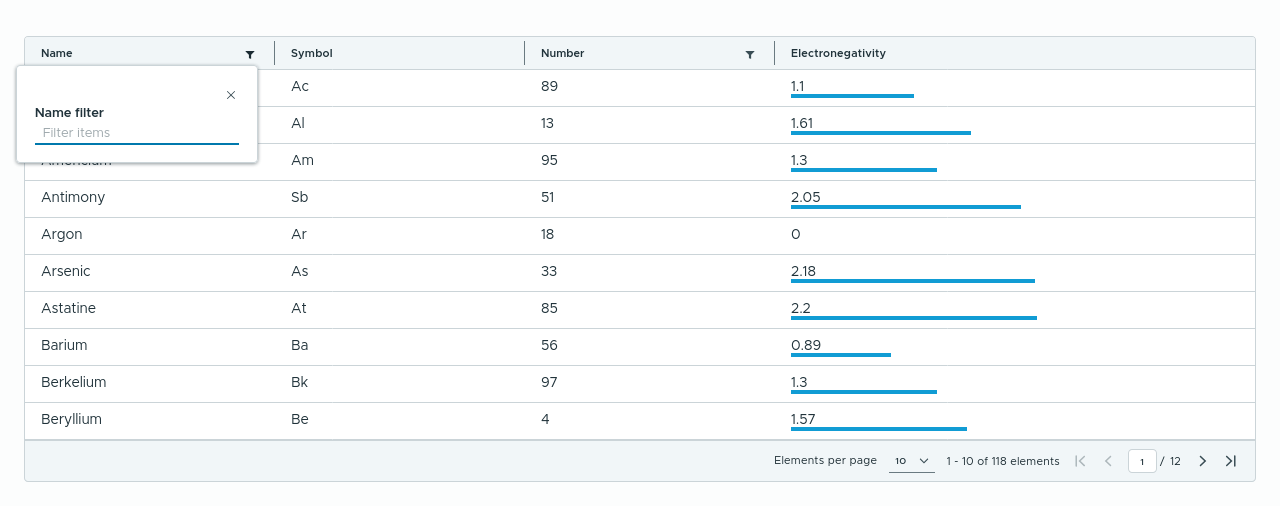 Name Symbol Number Electronegativity
Ac 89 1.1
Name filter
Filter items
Al 13 1.61
Americium Am 95 1.3
Antimony Sb 51 2.05
Argon Ar 18 0
Arsenic As 33 2.18
Astatine At 85 2.2
Barium Ba 56 0.89
Berkelium Bk 97 1.3
Beryllium Be 4 1.57
Elements per page 10 1 - 10 of 118 elements 1 / 12